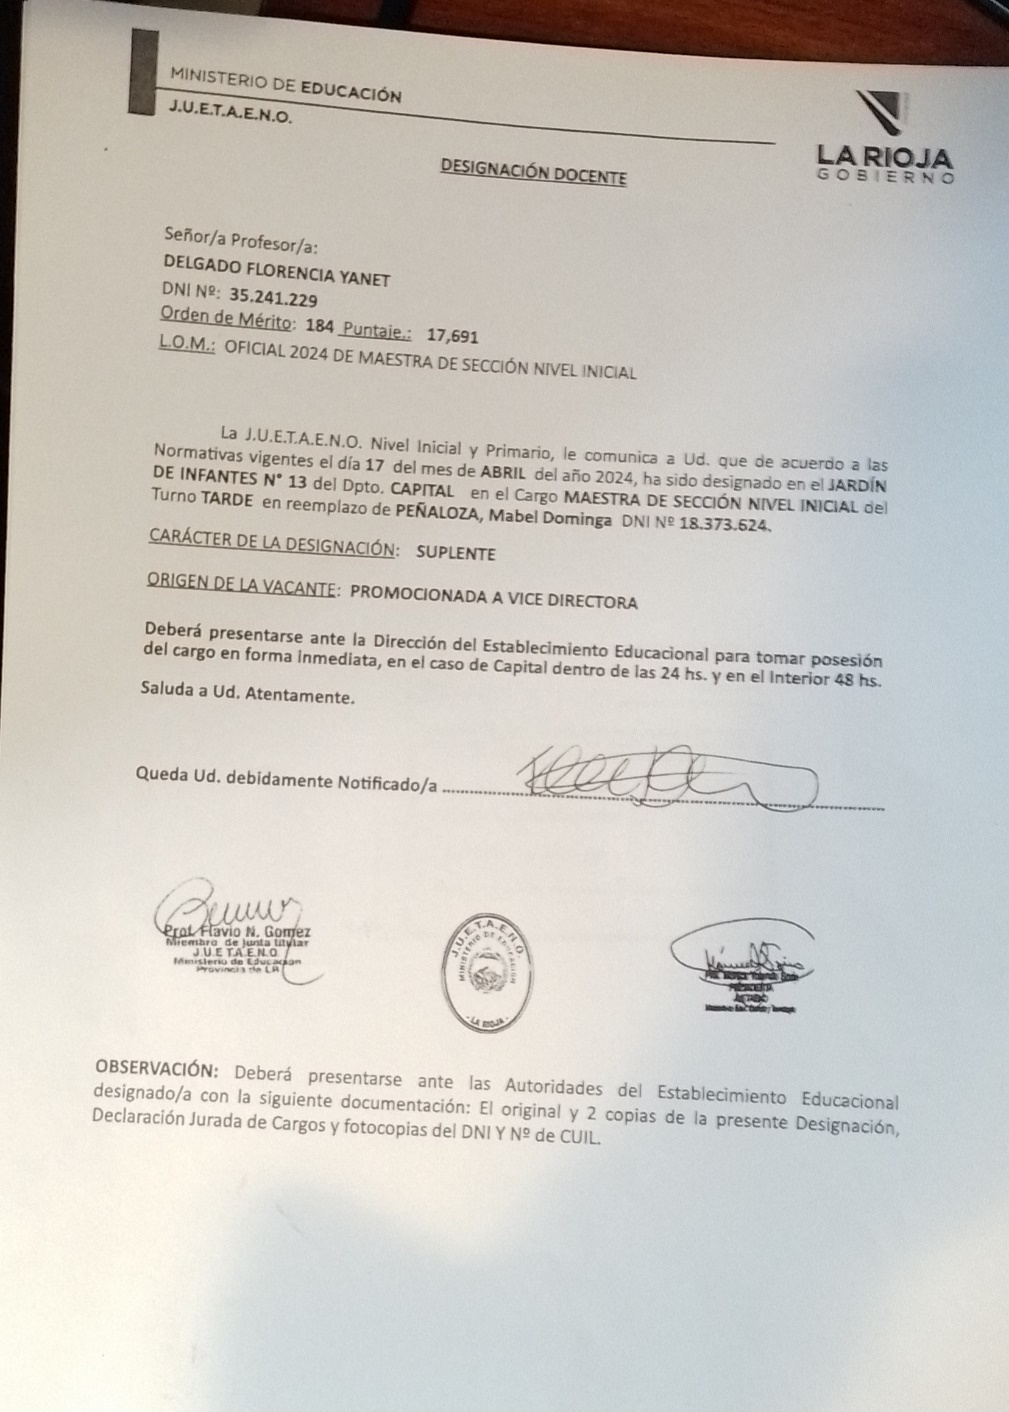 MINISTERIO DE EDUCACIÓN
J.U.E.T.A.E.N.O.
LA RIOJA
GOBIERNO
DESIGNACIÓN DOCENTE
Señor/a Profesor/a:
DELGADO FLORENCIA YANET
DNI Nº: 35.241.229
Orden de Mérito: 184 Puntaje.: 17,691
L.O.M.: OFICIAL 2024 DE MAESTRA DE SECCIÓN NIVEL INICIAL
La J.U.E.T.A.E.N.O. Nivel Inicial y Primario, le comunica a Ud. que de acuerdo a las
Normativas vigentes el día 17 del mes de ABRIL del año 2024, ha sido designado en el JARDÍN
DE INFANTES N° 13 del Dpto. CAPITAL en el Cargo MAESTRA DE SECCIÓN NIVEL INICIAL del
Turno TARDE en reemplazo de PEÑALOZA, Mabel Dominga DNI Nº 18.373.624.
CARÁCTER DE LA DESIGNACIÓN: SUPLENTE
ORIGEN DE LA VACANTE: PROMOCIONADA A VICE DIRECTORA
Deberá presentarse ante la Dirección del Establecimiento Educacional para tomar posesión
del cargo en forma inmediata, en el caso de Capital dentro de las 24 hs. y en el Interior 48 hs.
Saluda a Ud. Atentamente.
Queda Ud. debidamente Notificado/a
Prof. Flavio N. Gomez
Miembro de Junta titular
J.U.E.T.A.E.N.O.
Ministerio de Educación
Provincia de LR
J.U.E.T.A.E.N.O.
MINISTERIO DE EDUCACIÓN
- LA RIOJA -
OBSERVACIÓN: Deberá presentarse ante las Autoridades del Establecimiento Educacional
designado/a con la siguiente documentación: El original y 2 copias de la presente Designación,
Declaración Jurada de Cargos y fotocopias del DNI Y Nº de CUIL.